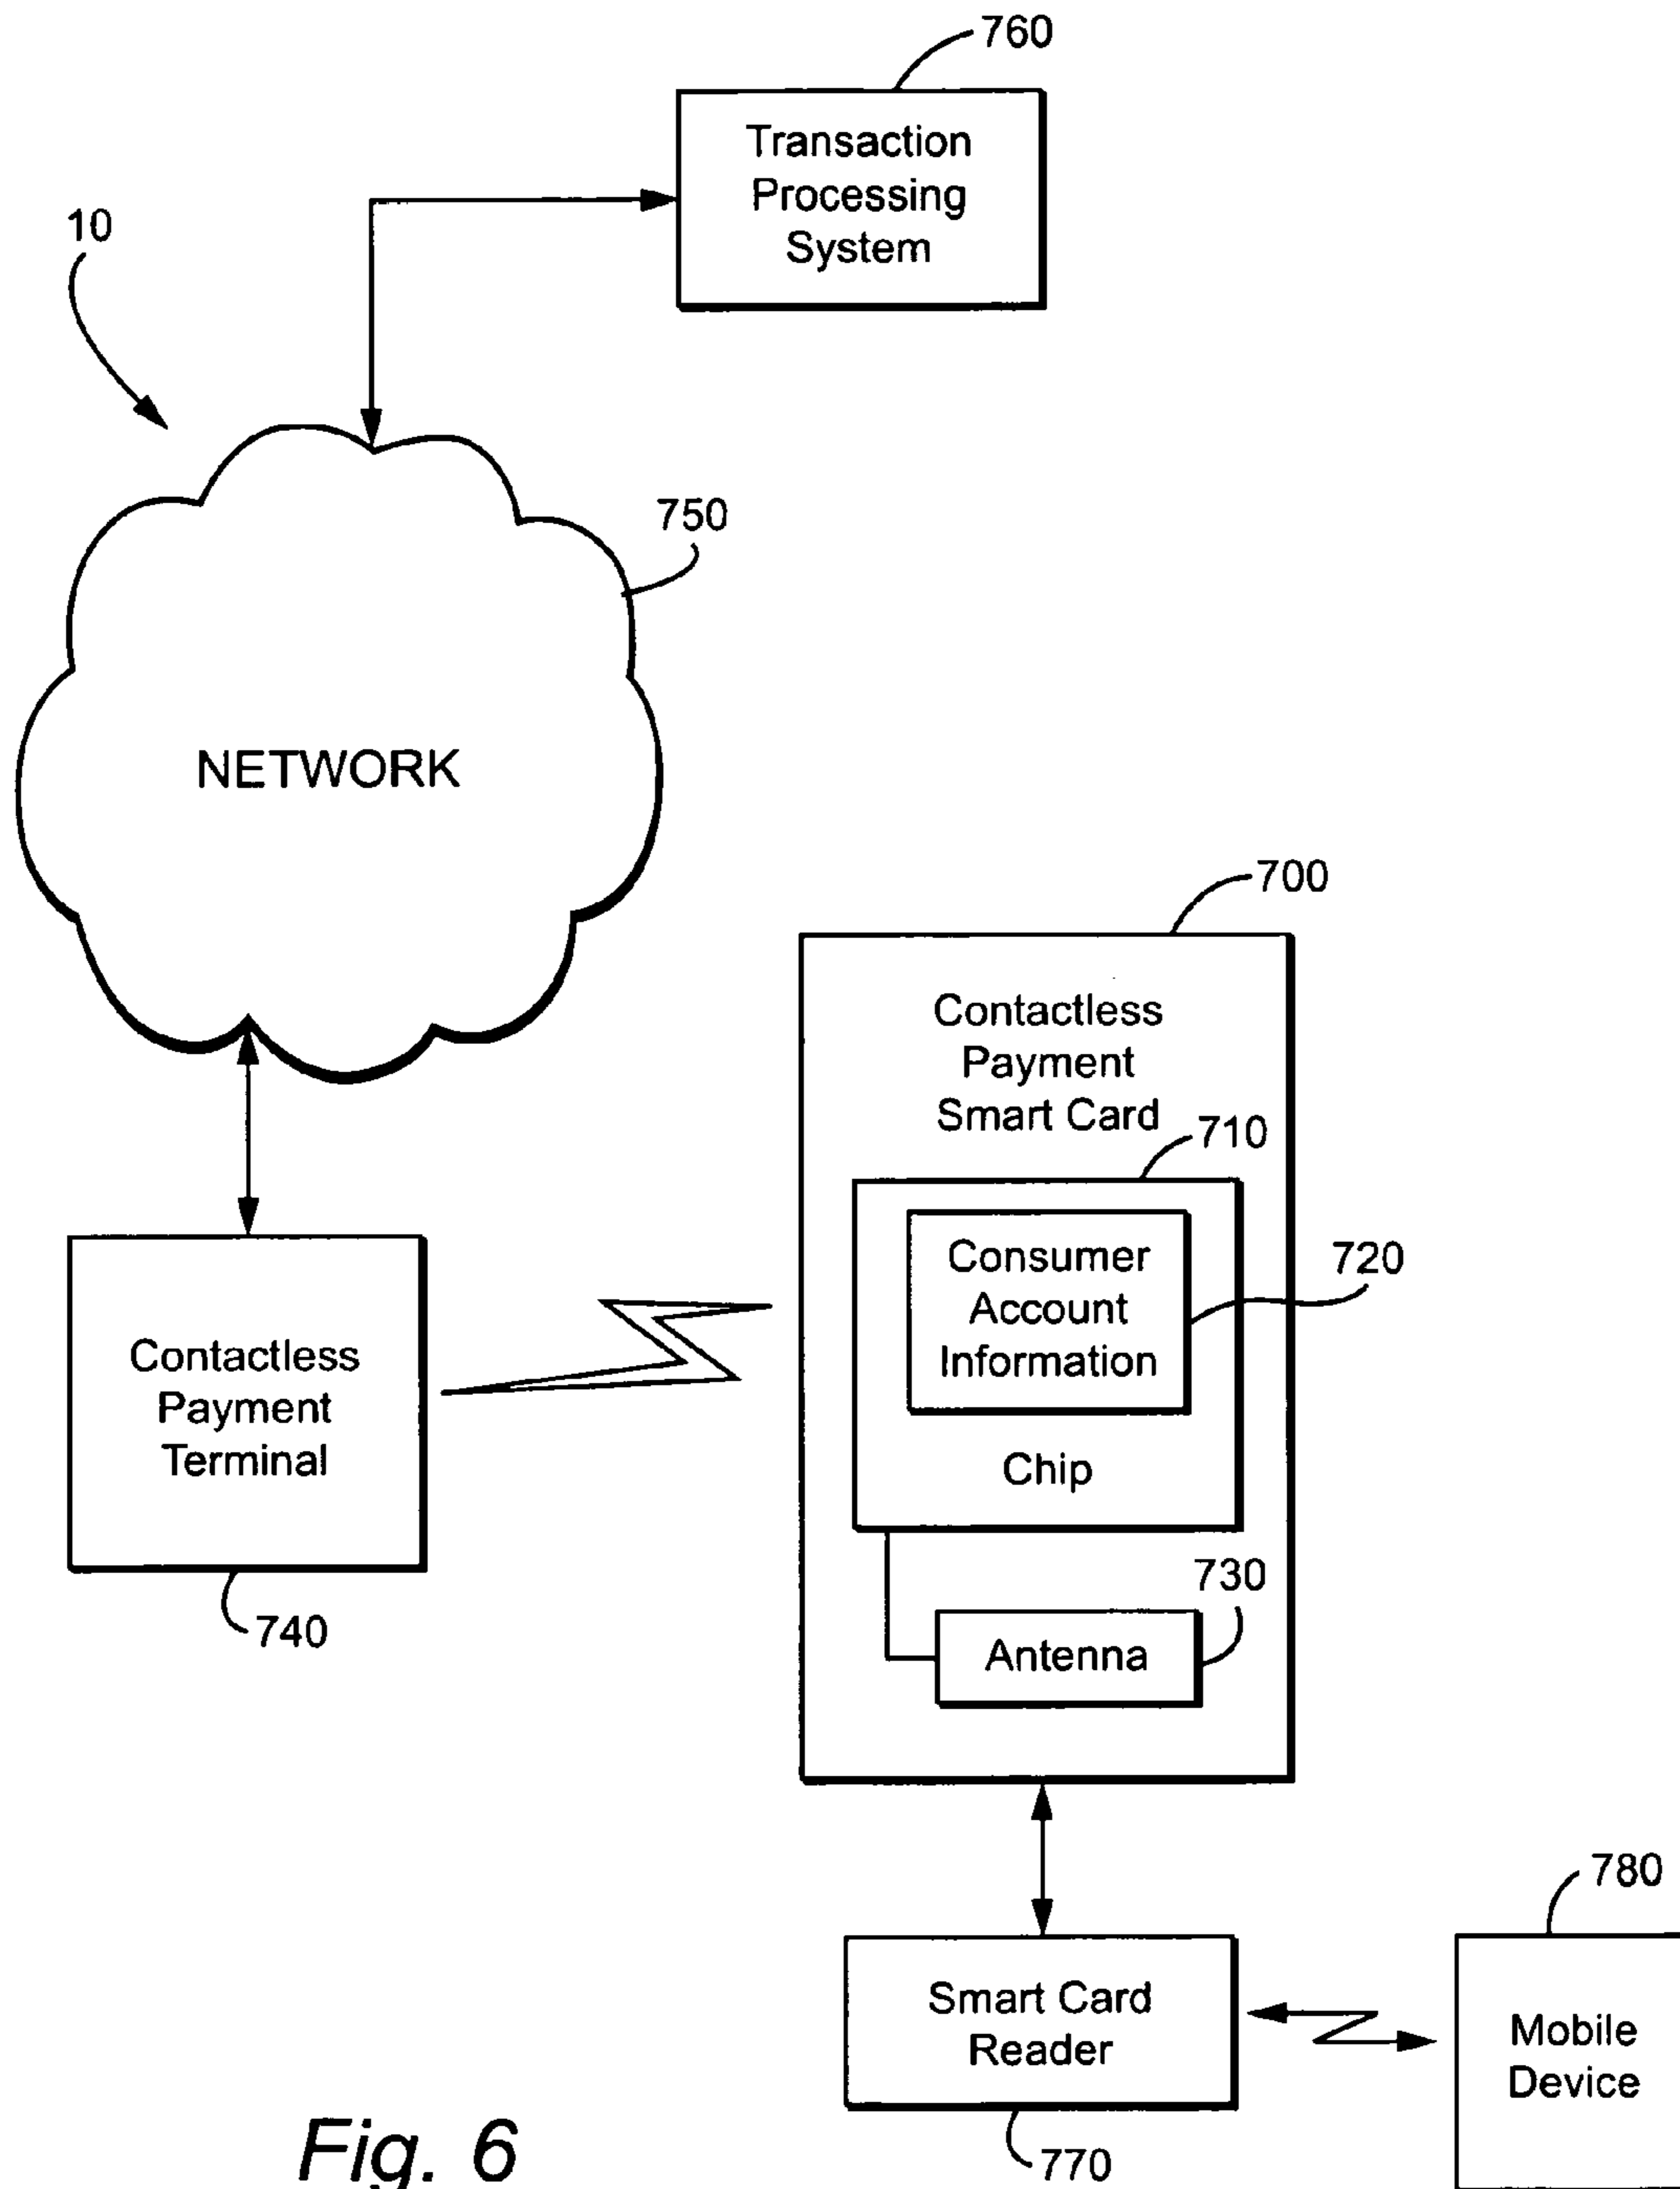 760
Transaction
Processing
System
10
750
NETWORK
700
Contactless
Payment
Smart Card
710
Consumer
Account
Information
720
Chip
Contactless
Payment
Terminal
740
730
Antenna
780
Smart Card
Reader
770
Mobile
Device
Fig. 6